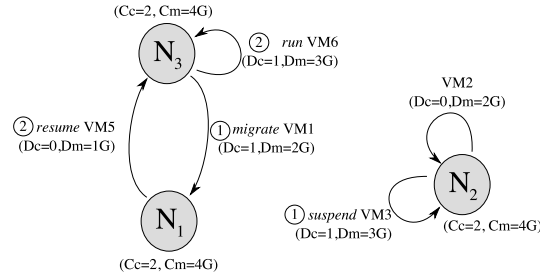 (Cc=2, Cm=4G)
N3
② run VM6
(Dc=1,Dm=3G)
② resume VM5
(Dc=0,Dm=1G)
① migrate VM1
(Dc=1,Dm=2G)
N1
(Cc=2, Cm=4G)
VM2
(Dc=0,Dm=2G)
N2
① suspend VM3
(Dc=1,Dm=3G)
(Cc=2, Cm=4G)